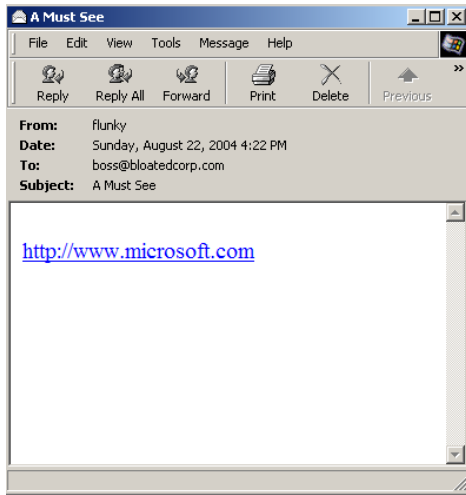 A Must See
File Edit View Tools Message Help
Reply Reply All Forward Print Delete Previous »
From: flunky
Date: Sunday, August 22, 2004 4:22 PM
To: boss@bloatedcorp.com
Subject: A Must See
http://www.microsoft.com